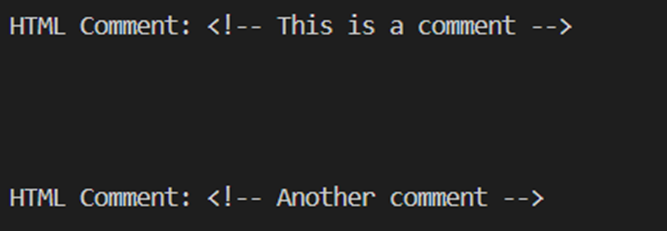 HTML Comment: <!-- This is a comment -->
HTML Comment: <!-- Another comment -->